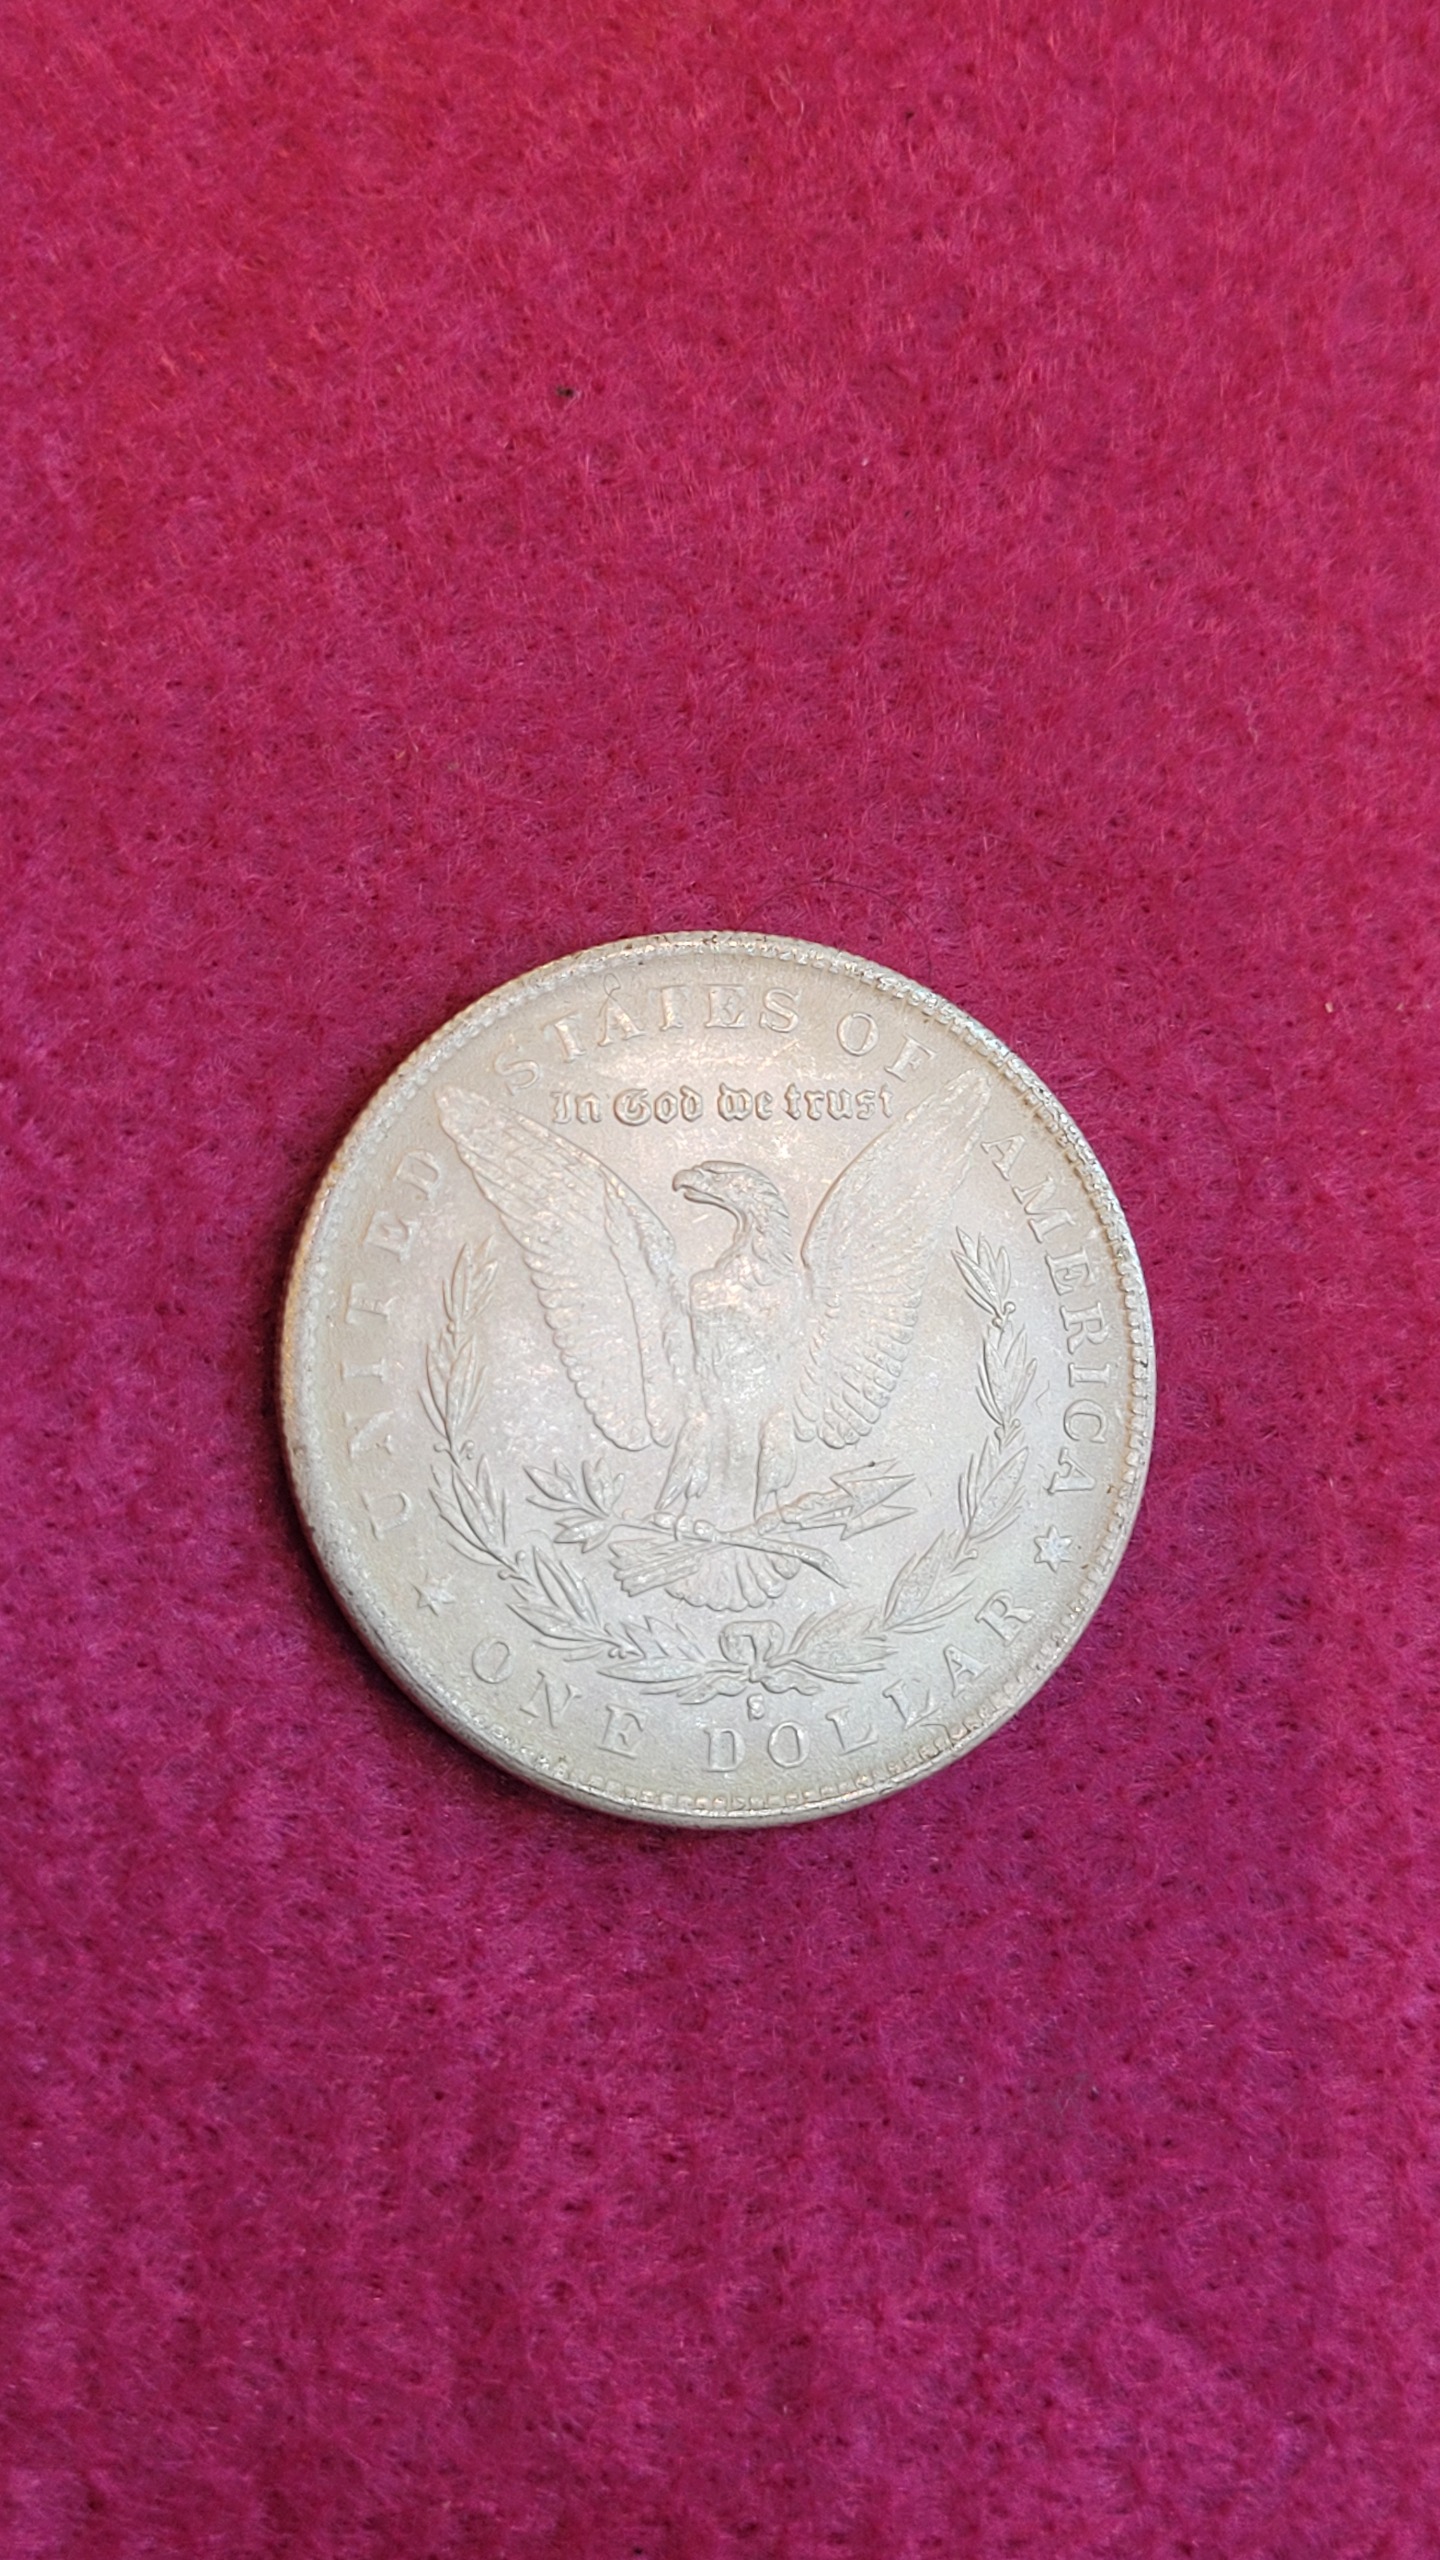 UNITED STATES OF AMERICA
In God we trust
S
ONE DOLLAR